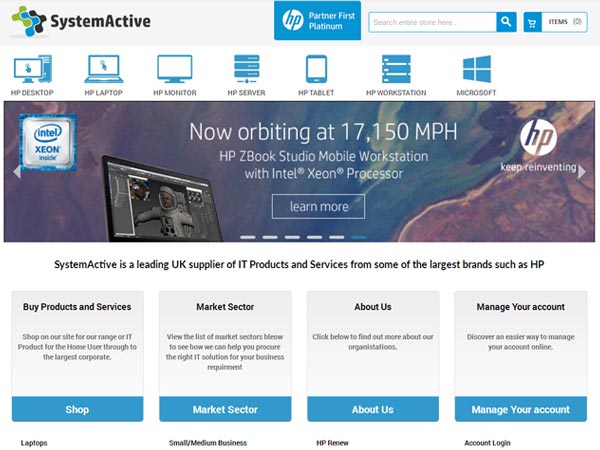 SystemActive
hp
Partner First
Platinum
Search entire store here...
ITEMS (0)
HP DESKTOP
HP LAPTOP
HP MONITOR
HP SERVER
HP TABLET
HP WORKSTATION
MICROSOFT
intel
XEON
inside
Now orbiting at 17,150 MPH
HP ZBook Studio Mobile Workstation
with Intel® Xeon® Processor
learn more
hp
keep reinventing
SystemActive is a leading UK supplier of IT Products and Services from some of the largest brands such as HP
Buy Products and Services
Shop on our site for our range or IT
Product for the Home User through to
the largest corporate.
Shop
Market Sector
View the list of market sectors bleow
to see how we can help you procure
the right IT solution for your business
requirment
Market Sector
About Us
Click below to find out more about our
organistations.
About Us
Manage Your account
Discover an easier way to manage
your account online.
Manage Your account
Laptops
Small/Medium Business
HP Renew
Account Login